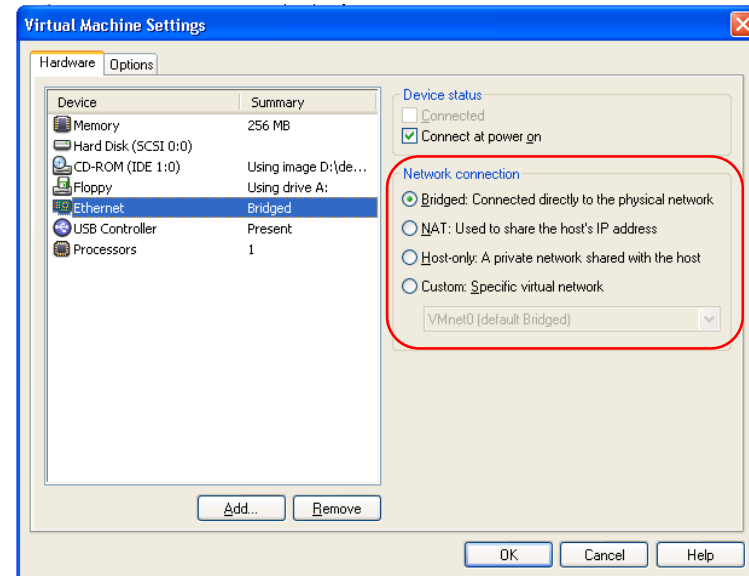 Virtual Machine Settings
Hardware Options
Device Summary
Memory 256 MB
Hard Disk (SCSI 0:0)
CD-ROM (IDE 1:0) Using image D:\de...
Floppy Using drive A:
Ethernet Bridged
USB Controller Present
Processors 1
Add... Remove
Device status
Connected
Connect at power on
Network connection
Bridged: Connected directly to the physical network
NAT: Used to share the host's IP address
Host-only: A private network shared with the host
Custom: Specific virtual network
VMnet0 (default Bridged)
OK Cancel Help